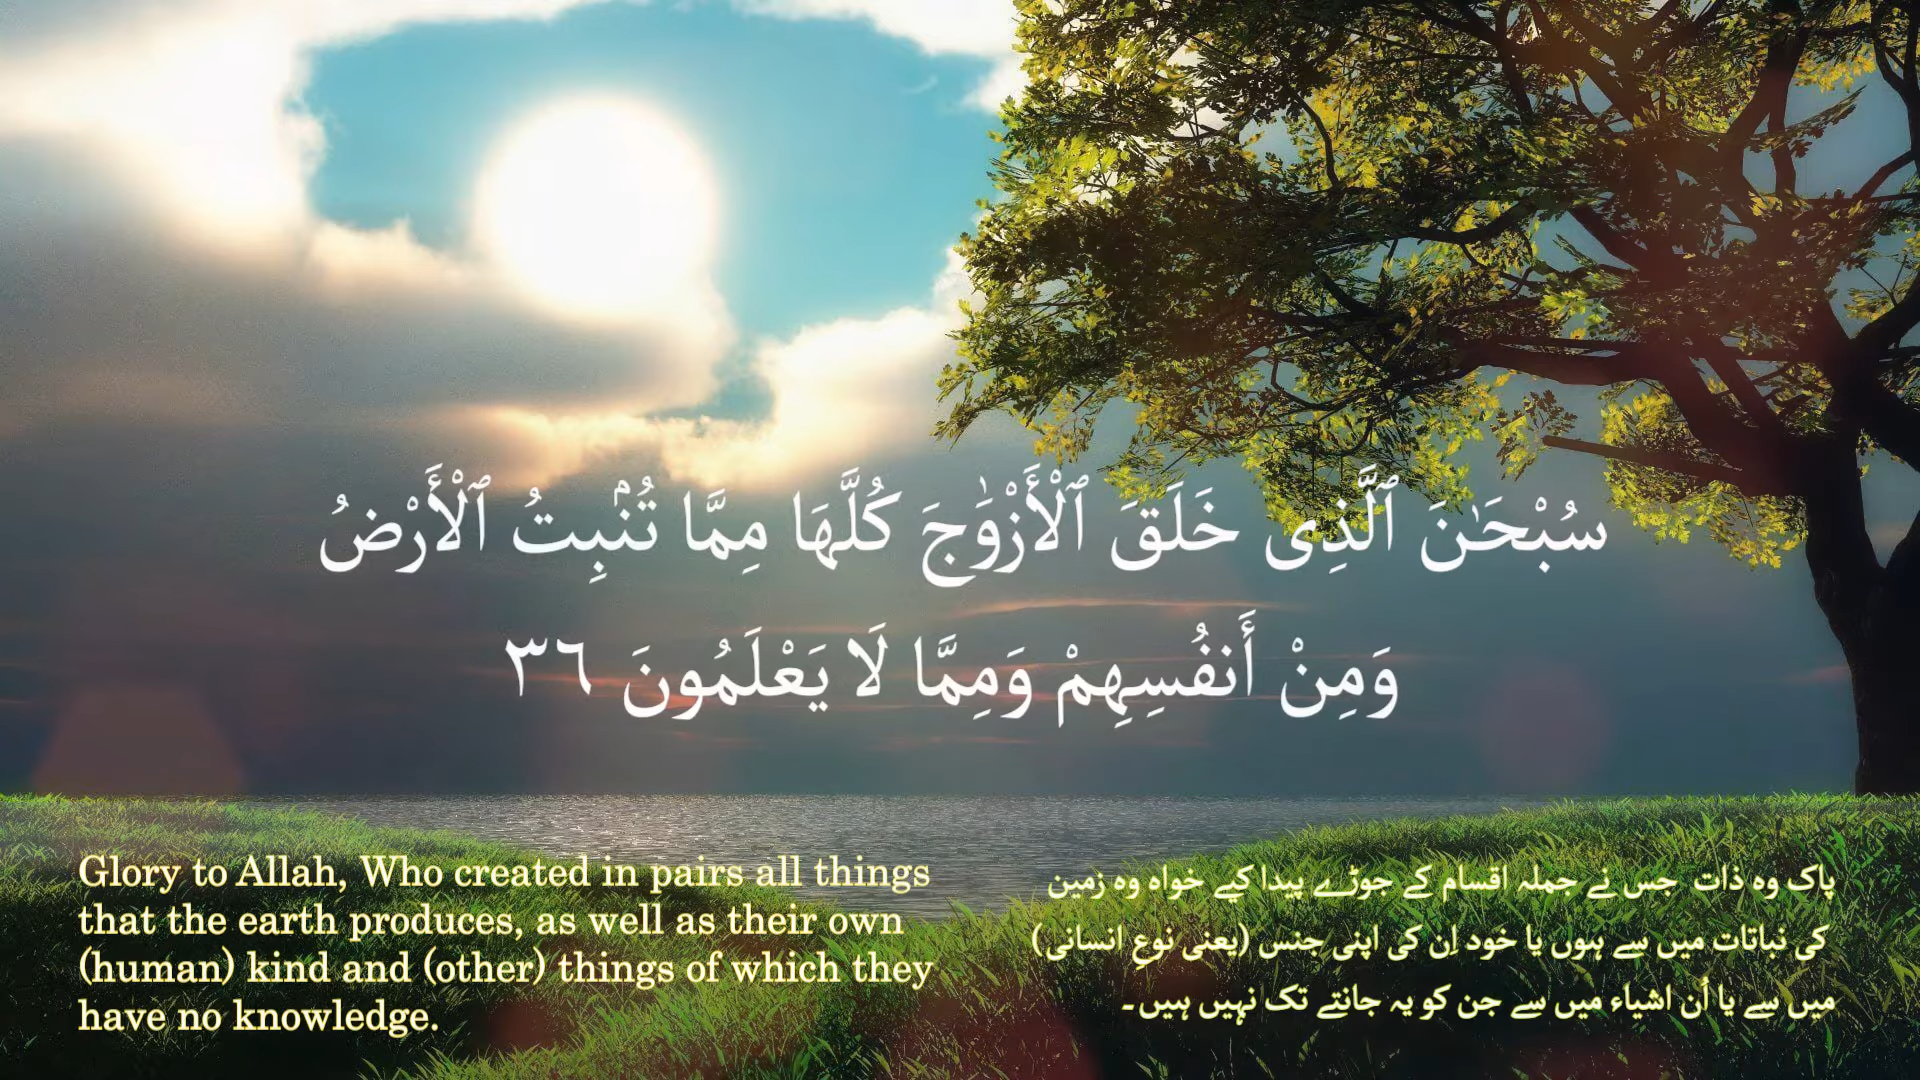 سُبْحَـٰنَ ٱلَّذِى خَلَقَ ٱلْأَزْوَٰجَ كُلَّهَا مِمَّا تُنۢبِتُ ٱلْأَرْضُ
وَمِنْ أَنفُسِهِمْ وَمِمَّا لَا يَعْلَمُونَ ٣٦
Glory to Allah, Who created in pairs all things
that the earth produces, as well as their own
(human) kind and (other) things of which they
have no knowledge.
پاک وہ ذات جس نے جملہ اقسام کے جوڑے پیدا کیے خواہ وہ زمین
کی نباتات میں سے ہوں یا خود اِن کی اپنی جنس (یعنی نوعِ انسانی)
میں سے یا اُن اشیاء میں سے جن کو یہ جانتے تک نہیں ہیں۔